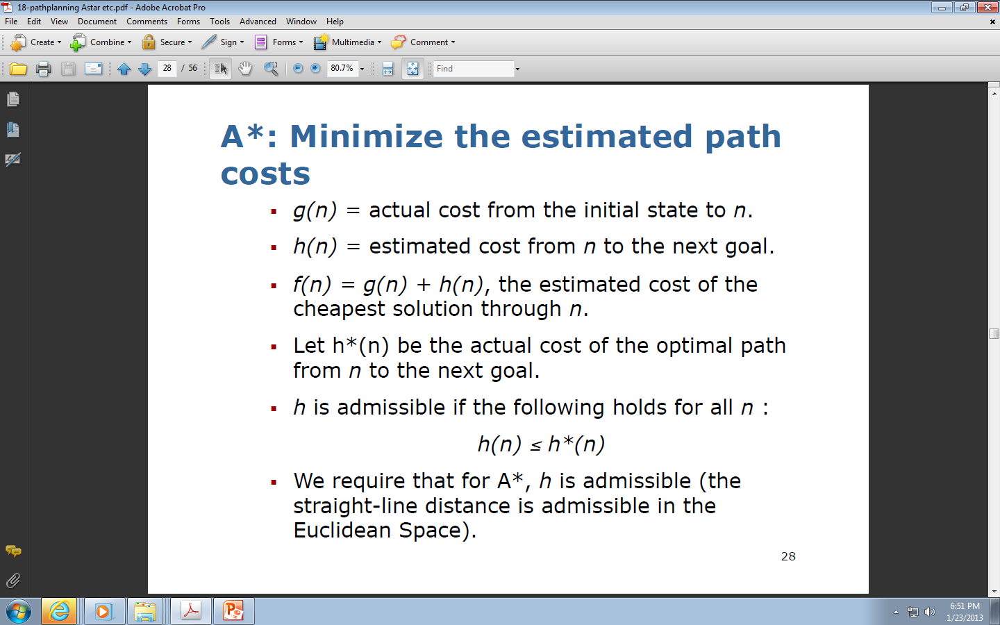 18-pathplanning Astar etc.pdf - Adobe Acrobat Pro
File Edit View Document Comments Forms Tools Advanced Window Help
Create Combine Secure Sign Forms Multimedia Comment
28 / 56 80.7% Find
A*: Minimize the estimated path
costs
▪ g(n) = actual cost from the initial state to n.
▪ h(n) = estimated cost from n to the next goal.
▪ f(n) = g(n) + h(n), the estimated cost of the
cheapest solution through n.
▪ Let h*(n) be the actual cost of the optimal path
from n to the next goal.
▪ h is admissible if the following holds for all n :
h(n) ≤ h*(n)
▪ We require that for A*, h is admissible (the
straight-line distance is admissible in the
Euclidean Space).
28
6:51 PM
1/23/2013